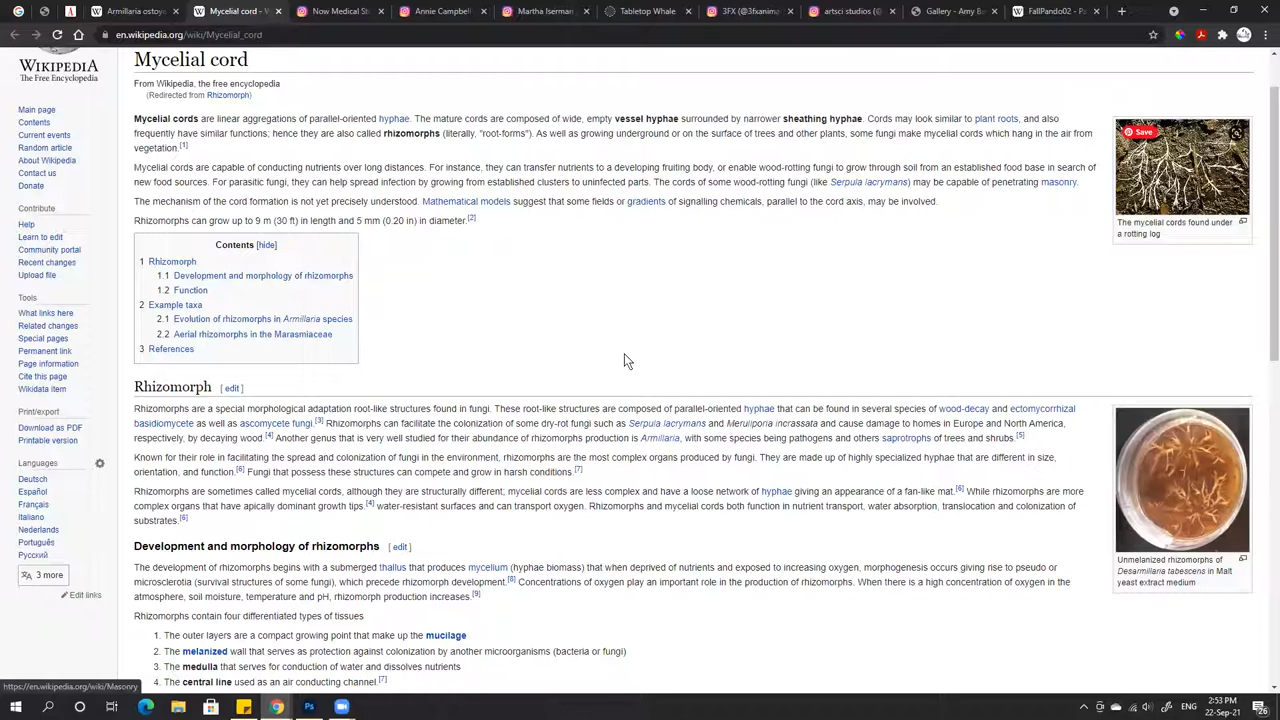 Armillaria ostoy
Mycelial cord - V
Now Medical St
Annie Campbell
Martha Iserman
Tabletop Whale
3FX (@3fxanima
artsci studios (@
Gallery - Amy B
FallPando02 - P
en.wikipedia.org/wiki/Mycelial_cord
WIKIPEDIA
The Free Encyclopedia
Main page
Contents
Current events
Random article
About Wikipedia
Contact us
Donate
Contribute
Help
Learn to edit
Community portal
Recent changes
Upload file
Tools
What links here
Related changes
Special pages
Permanent link
Page information
Cite this page
Wikidata item
Print/export
Download as PDF
Printable version
Languages
Deutsch
Español
Français
Italiano
Nederlands
Português
Русский
3 more
Edit links
Mycelial cord
From Wikipedia, the free encyclopedia
(Redirected from Rhizomorph)
Mycelial cords are linear aggregations of parallel-oriented hyphae. The mature cords are composed of wide, empty vessel hyphae surrounded by narrower sheathing hyphae. Cords may look similar to plant roots, and also
frequently have similar functions; hence they are also called rhizomorphs (literally, "root-forms"). As well as growing underground or on the surface of trees and other plants, some fungi make mycelial cords which hang in the air from
vegetation.[1]
Mycelial cords are capable of conducting nutrients over long distances. For instance, they can transfer nutrients to a developing fruiting body, or enable wood-rotting fungi to grow through soil from an established food base in search of
new food sources. For parasitic fungi, they can help spread infection by growing from established clusters to uninfected parts. The cords of some wood-rotting fungi (like Serpula lacrymans) may be capable of penetrating masonry.
The mechanism of the cord formation is not yet precisely understood. Mathematical models suggest that some fields or gradients of signalling chemicals, parallel to the cord axis, may be involved.
Rhizomorphs can grow up to 9 m (30 ft) in length and 5 mm (0.20 in) in diameter.[2]
Save
The mycelial cords found under
a rotting log
Contents [hide]
1 Rhizomorph
1.1 Development and morphology of rhizomorphs
1.2 Function
2 Example taxa
2.1 Evolution of rhizomorphs in Armillaria species
2.2 Aerial rhizomorphs in the Marasmiaceae
3 References
Rhizomorph [ edit ]
Rhizomorphs are a special morphological adaptation root-like structures found in fungi. These root-like structures are composed of parallel-oriented hyphae that can be found in several species of wood-decay and ectomycorrhizal
basidiomycete as well as ascomycete fungi.[3] Rhizomorphs can facilitate the colonization of some dry-rot fungi such as Serpula lacrymans and Meruliporia incrassata and cause damage to homes in Europe and North America,
respectively, by decaying wood.[4] Another genus that is very well studied for their abundance of rhizomorphs production is Armillaria, with some species being pathogens and others saprotrophs of trees and shrubs.[5]
Known for their role in facilitating the spread and colonization of fungi in the environment, rhizomorphs are the most complex organs produced by fungi. They are made up of highly specialized hyphae that are different in size,
orientation, and function.[6] Fungi that possess these structures can compete and grow in harsh conditions.[7]
Rhizomorphs are sometimes called mycelial cords, although they are structurally different; mycelial cords are less complex and have a loose network of hyphae giving an appearance of a fan-like mat.[6] While rhizomorphs are more
complex organs that have apically dominant growth tips,[4] water-resistant surfaces and can transport oxygen. Rhizomorphs and mycelial cords both function in nutrient transport, water absorption, translocation and colonization of
substrates.[6]
Unmelanized rhizomorphs of
Desarmillaria tabescens in Malt
yeast extract medium
Development and morphology of rhizomorphs [ edit ]
The development of rhizomorphs begins with a submerged thallus that produces mycelium (hyphae biomass) that when deprived of nutrients and exposed to increasing oxygen, morphogenesis occurs giving rise to pseudo or
microsclerotia (survival structures of some fungi), which precede rhizomorph development.[8] Concentrations of oxygen play an important role in the production of rhizomorphs. When there is a high concentration of oxygen in the
atmosphere, soil moisture, temperature and pH, rhizomorph production increases.[9]
Rhizomorphs contain four differentiated types of tissues
1. The outer layers are a compact growing point that make up the mucilage
2. The melanized wall that serves as protection against colonization by another microorganisms (bacteria or fungi)
3. The medulla that serves for conduction of water and dissolves nutrients
4. The central line used as an air conducting channel.[7]
https://en.wikipedia.org/wiki/Masonry
2:53 PM
22-Sep-21
26